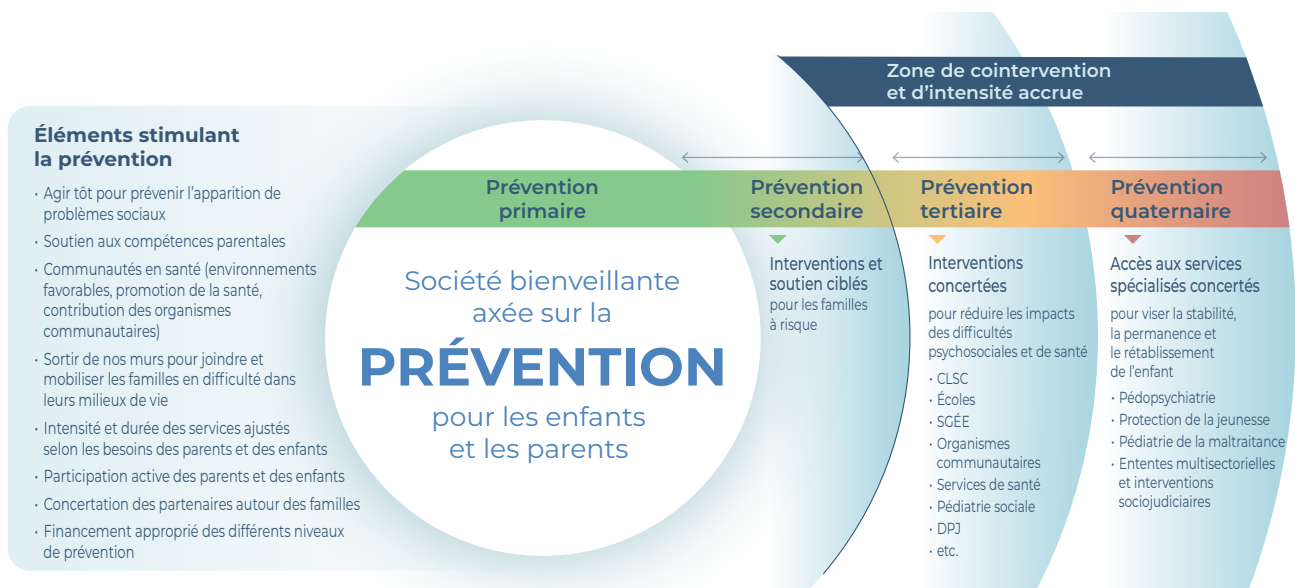 Éléments stimulant
la prévention
· Agir tôt pour prévenir l'apparition de
problèmes sociaux
· Soutien aux compétences parentales
· Communautés en santé (environnements
favorables, promotion de la santé,
contribution des organismes
communautaires)
· Sortir de nos murs pour joindre et
mobiliser les familles en difficulté dans
leurs milieux de vie
· Intensité et durée des services ajustés
selon les besoins des parents et des enfants
· Participation active des parents et des enfants
· Concertation des partenaires autour des familles
· Financement approprié des différents niveaux
de prévention
Prévention
primaire
Société bienveillante
axée sur la
PRÉVENTION
pour les enfants
et les parents
Zone de cointervention
et d'intensité accrue
Prévention
secondaire
Interventions et
soutien ciblés
pour les familles
à risque
Prévention
tertiaire
Interventions
concertées
pour réduire les impacts
des difficultés
psychosociales et de santé
· CLSC
· Écoles
· SGÉE
· Organismes
communautaires
· Services de santé
· Pédiatrie sociale
· DPJ
· etc.
Prévention
quaternaire
Accès aux services
spécialisés concertés
pour viser la stabilité,
la permanence et
le rétablissement
de l'enfant
· Pédopsychiatrie
· Protection de la jeunesse
· Pédiatrie de la maltraitance
· Ententes multisectorielles
et interventions
sociojudiciaires